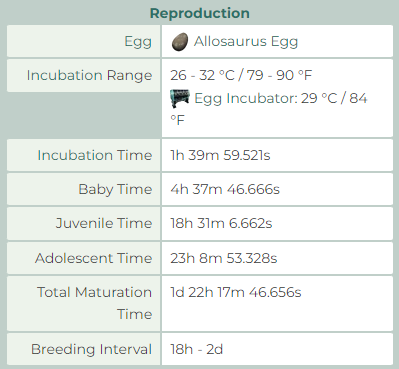 Reproduction
Egg Allosaurus Egg
Incubation Range 26 - 32 °C / 79 - 90 °F
Egg Incubator: 29 °C / 84
°F
Incubation Time 1h 39m 59.521s
Baby Time 4h 37m 46.666s
Juvenile Time 18h 31m 6.662s
Adolescent Time 23h 8m 53.328s
Total Maturation 1d 22h 17m 46.656s
Time
Breeding Interval 18h - 2d